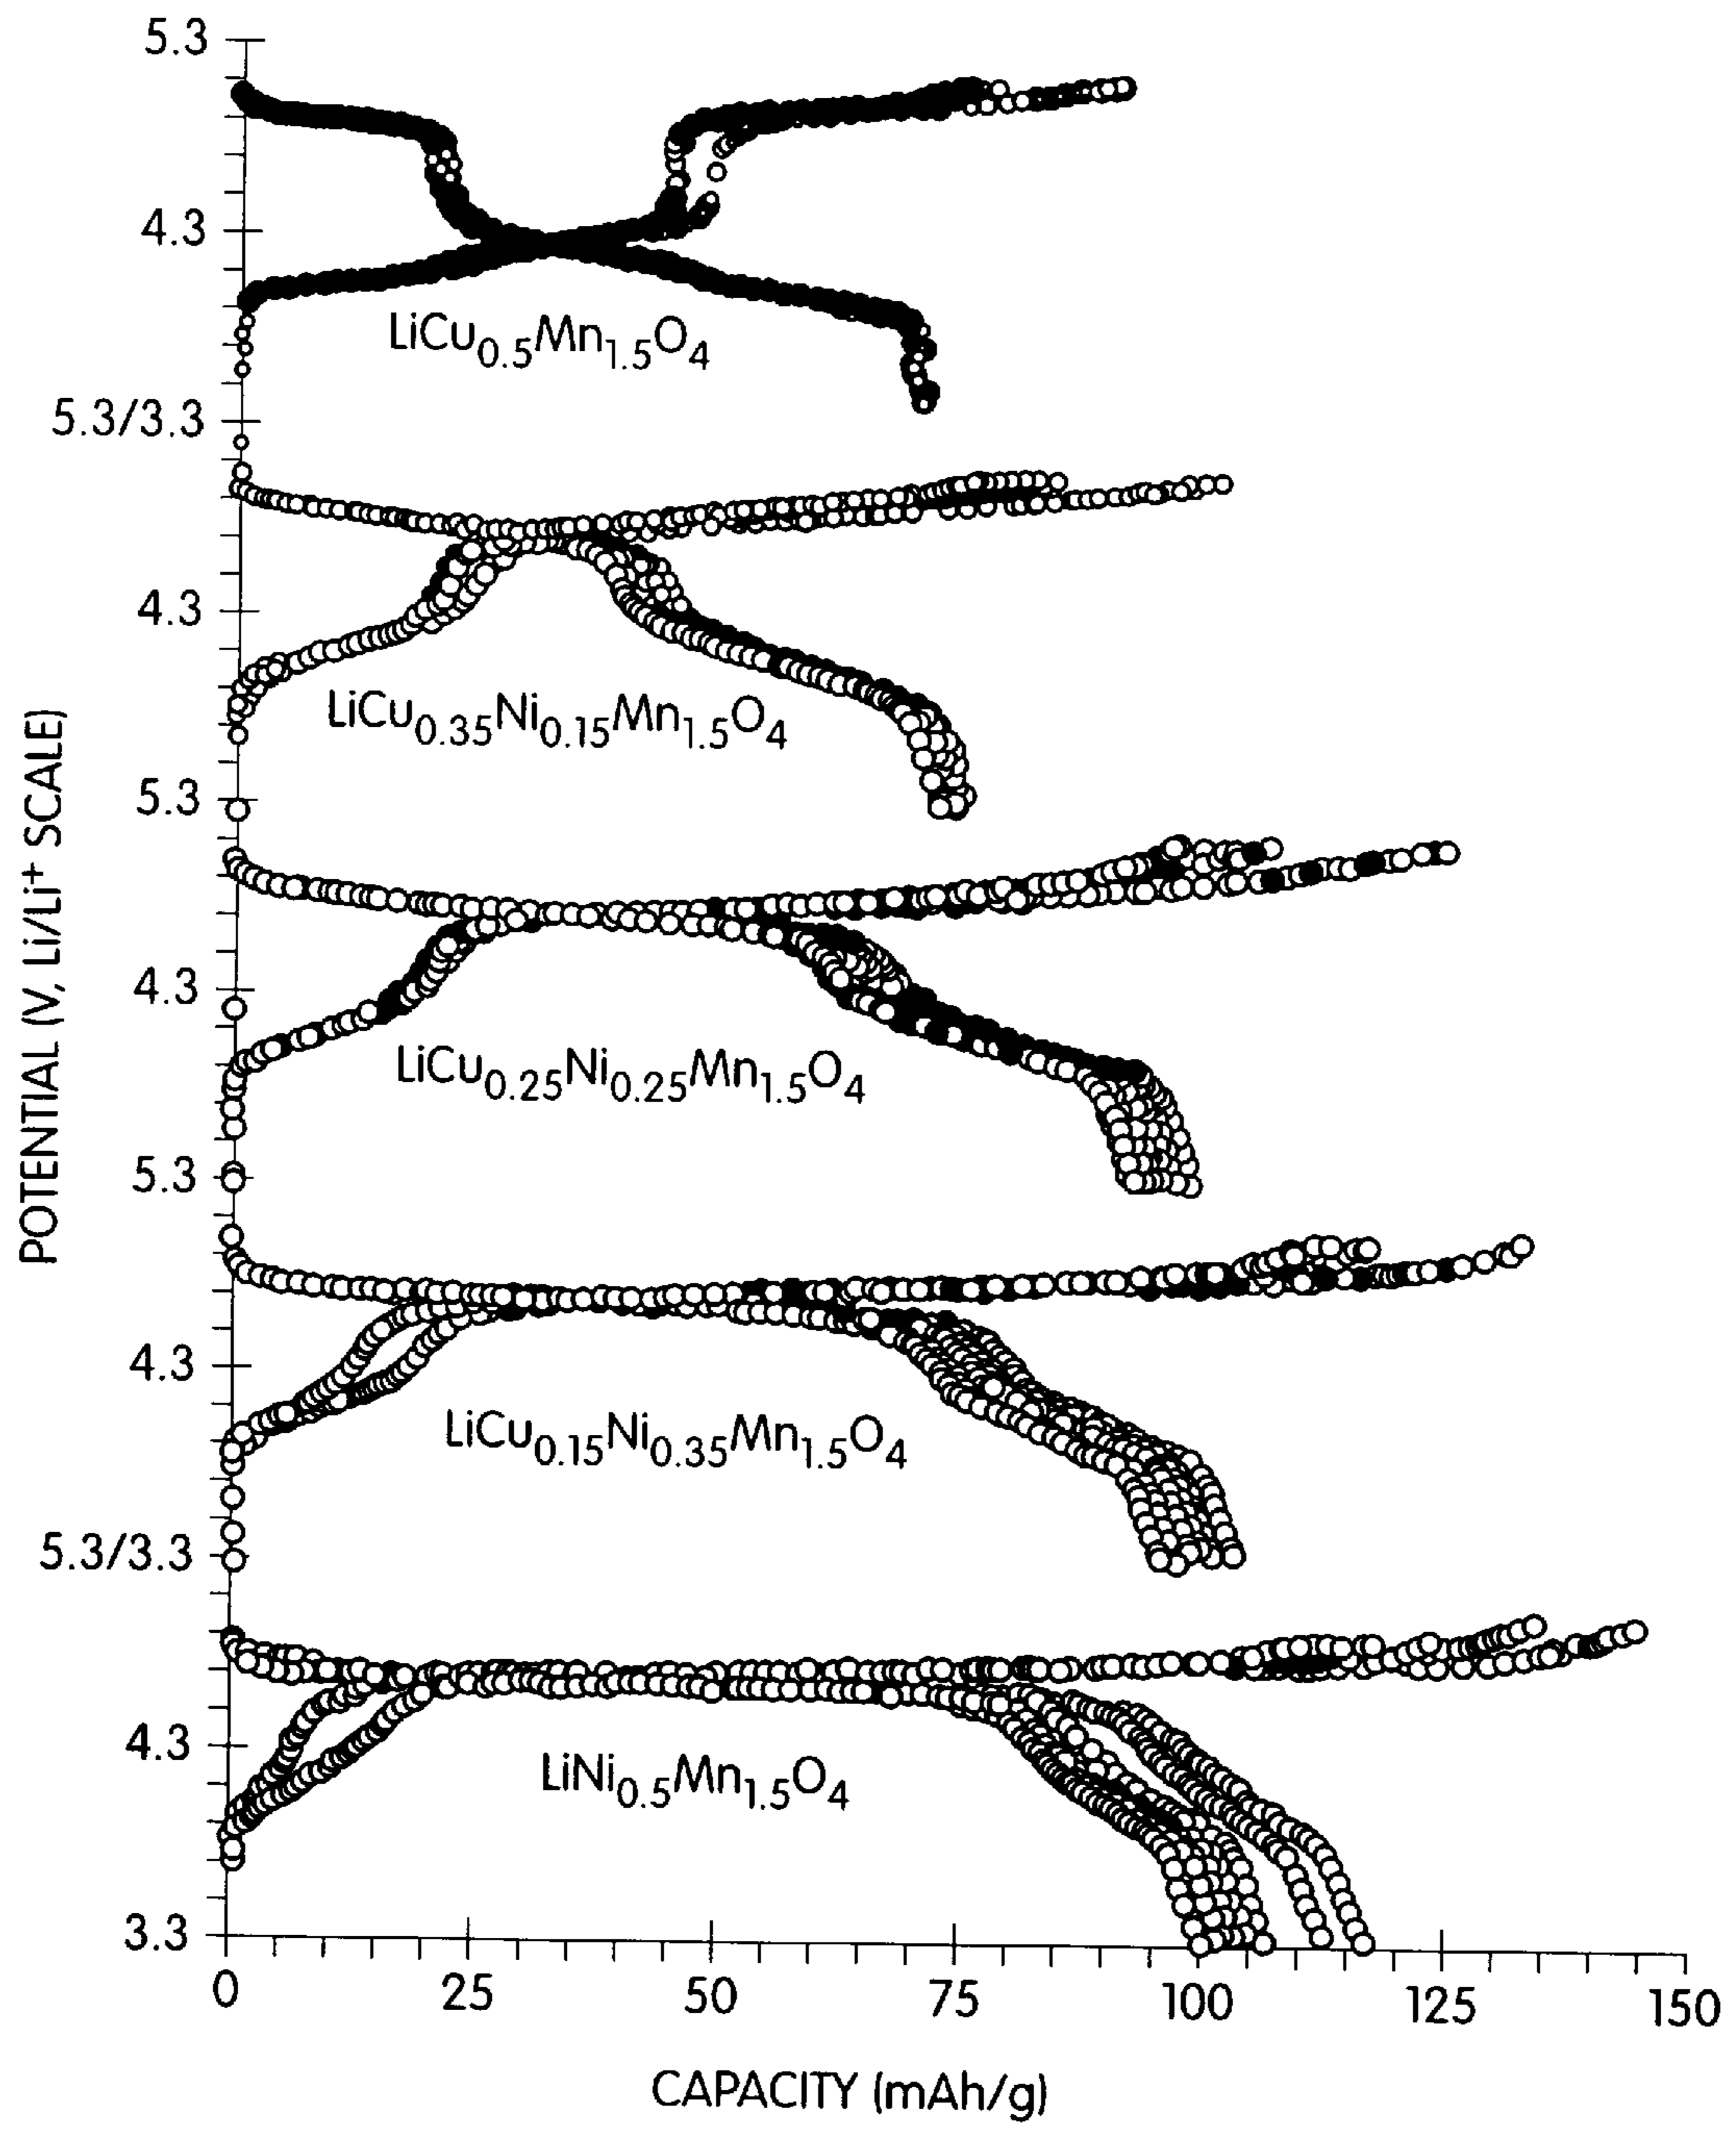 5.3
4.3
LiCu0.5Mn1.5O4
5.3/3.3
4.3
LiCu0.35Ni0.15Mn1.5O4
5.3
4.3
LiCu0.25Ni0.25Mn1.5O4
5.3
4.3
LiCu0.15Ni0.35Mn1.5O4
5.3/3.3
4.3
LiNi0.5Mn1.5O4
3.3
POTENTIAL (V, Li/Li+ SCALE)
0 25 50 75 100 125 150
CAPACITY (mAh/g)